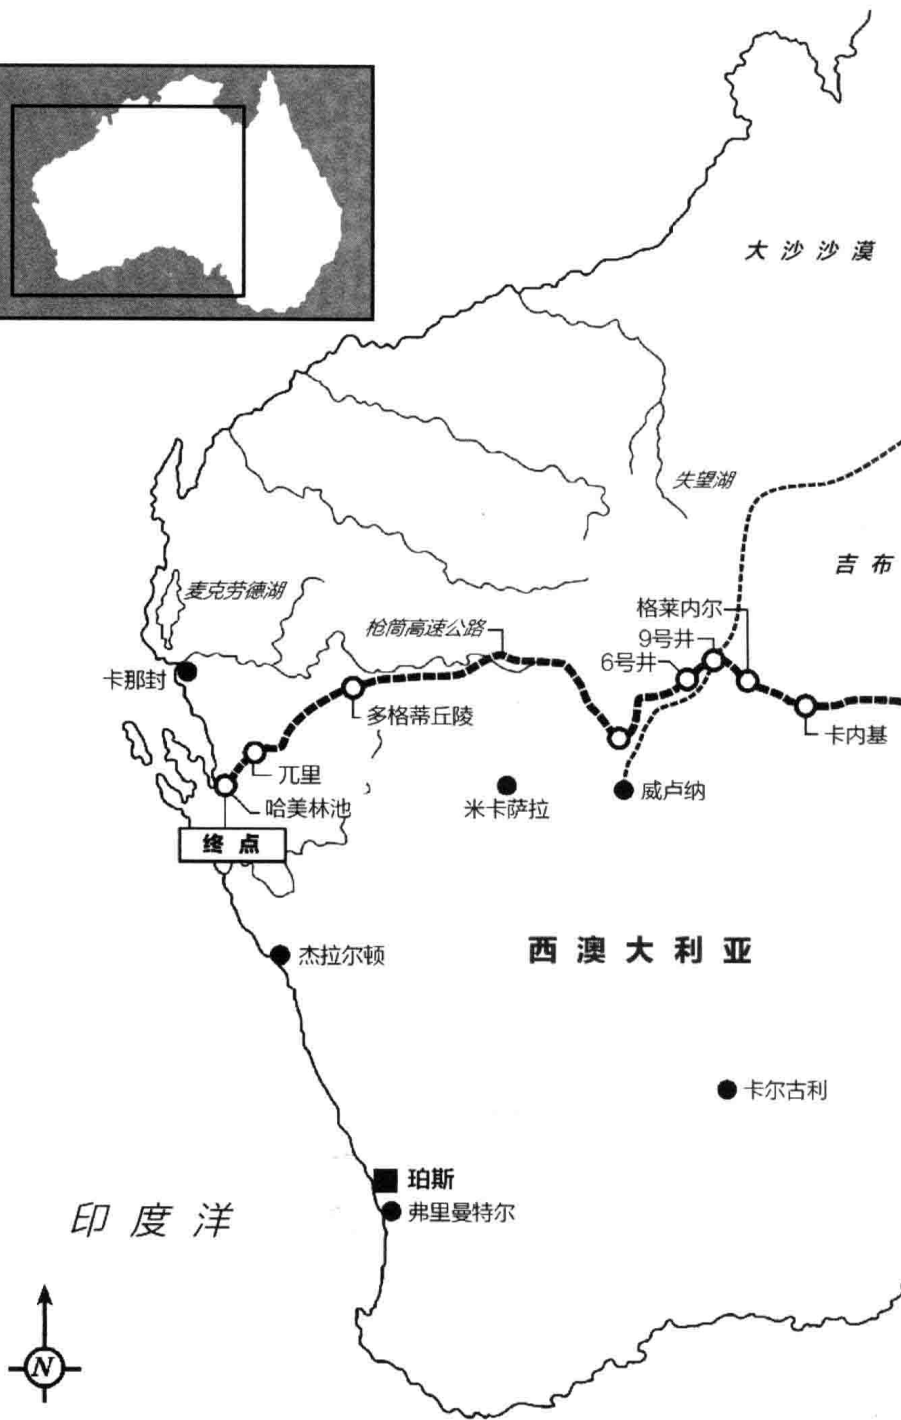 大沙沙漠
失望湖
吉布
麦克劳德湖
格莱内尔
枪筒高速公路
9号井
6号井
卡那封
多格蒂丘陵
卡内基
兀里
威卢纳
哈美林池
米卡萨拉
终点
杰拉尔顿
西澳大利亚
卡尔古利
珀斯
弗里曼特尔
印度洋
N